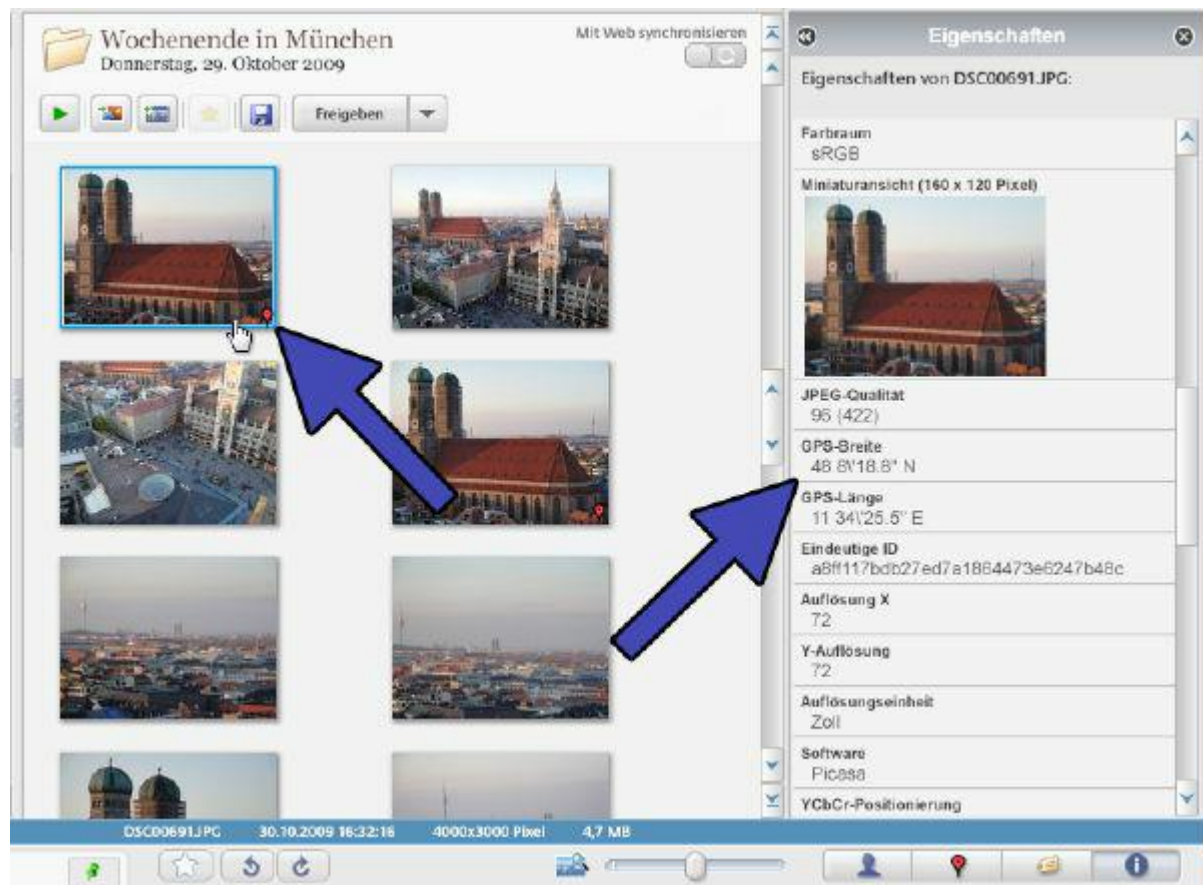 Wochenende in München
Donnerstag, 29. Oktober 2009
Mit Web synchronisieren
Freigeben
Eigenschaften
Eigenschaften von DSC00691.JPG:
Farbraum
sRGB
Miniaturansicht (160 x 120 Pixel)
JPEG-Qualität
96 (422)
GPS-Breite
48 8\'18.8" N
GPS-Länge
11 34\'25.5" E
Eindeutige ID
a8ff117bdb27ed7a1864473e6247b48c
Auflösung X
72
Y-Auflösung
72
Auflösungseinheit
Zoll
Software
Picasa
YCbCr-Positionierung
DSC00691.JPG 30.10.2009 16:32:16 4000x3000 Pixel 4,7 MB